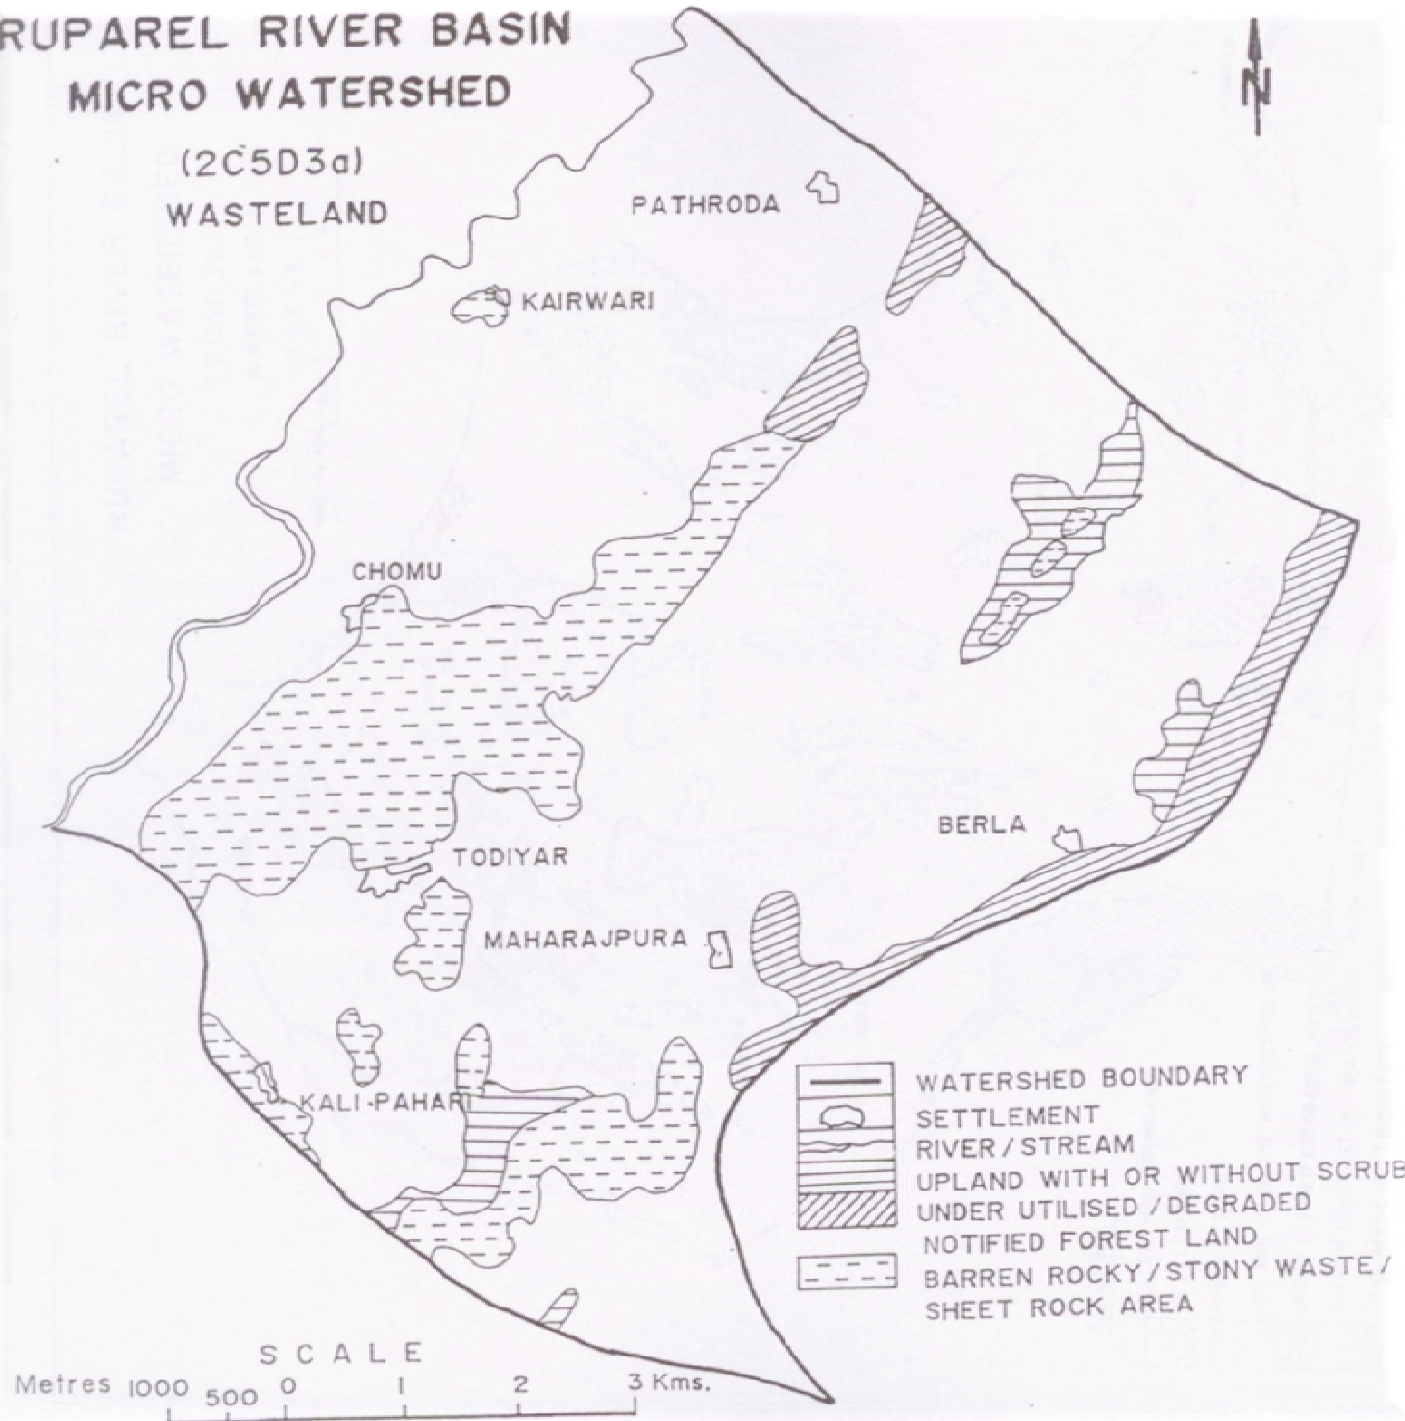 RUPAREL RIVER BASIN
MICRO WATERSHED
(2C5D3a)
WASTELAND
N
PATHRODA
KAIRWARI
CHOMU
BERLA
TODIYAR
MAHARAJPURA
KALI-PAHARI
WATERSHED BOUNDARY
SETTLEMENT
RIVER/STREAM
UPLAND WITH OR WITHOUT SCRUB
UNDER UTILISED/DEGRADED
NOTIFIED FOREST LAND
BARREN ROCKY/STONY WASTE/
SHEET ROCK AREA
SCALE
Metres 1000 500 0 1 2 3 Kms.